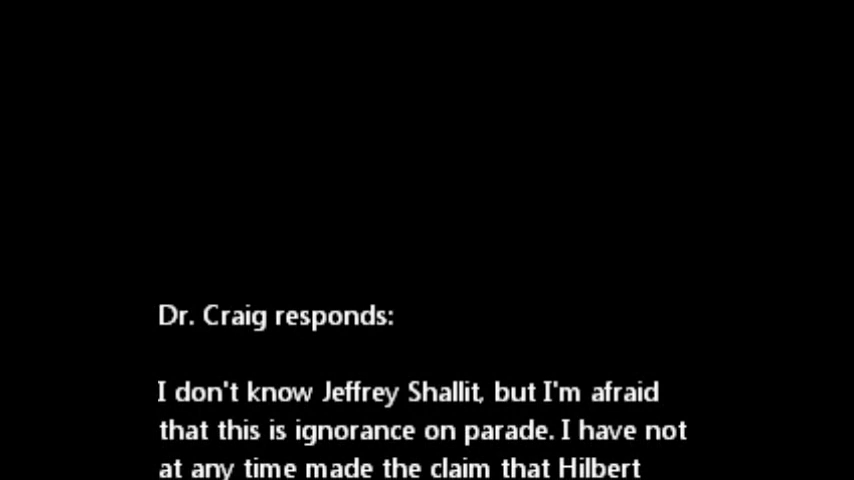 Dr. Craig responds:
I don't know Jeffrey Shallit, but I'm afraid
that this is ignorance on parade. I have not
at any time made the claim that Hilbert